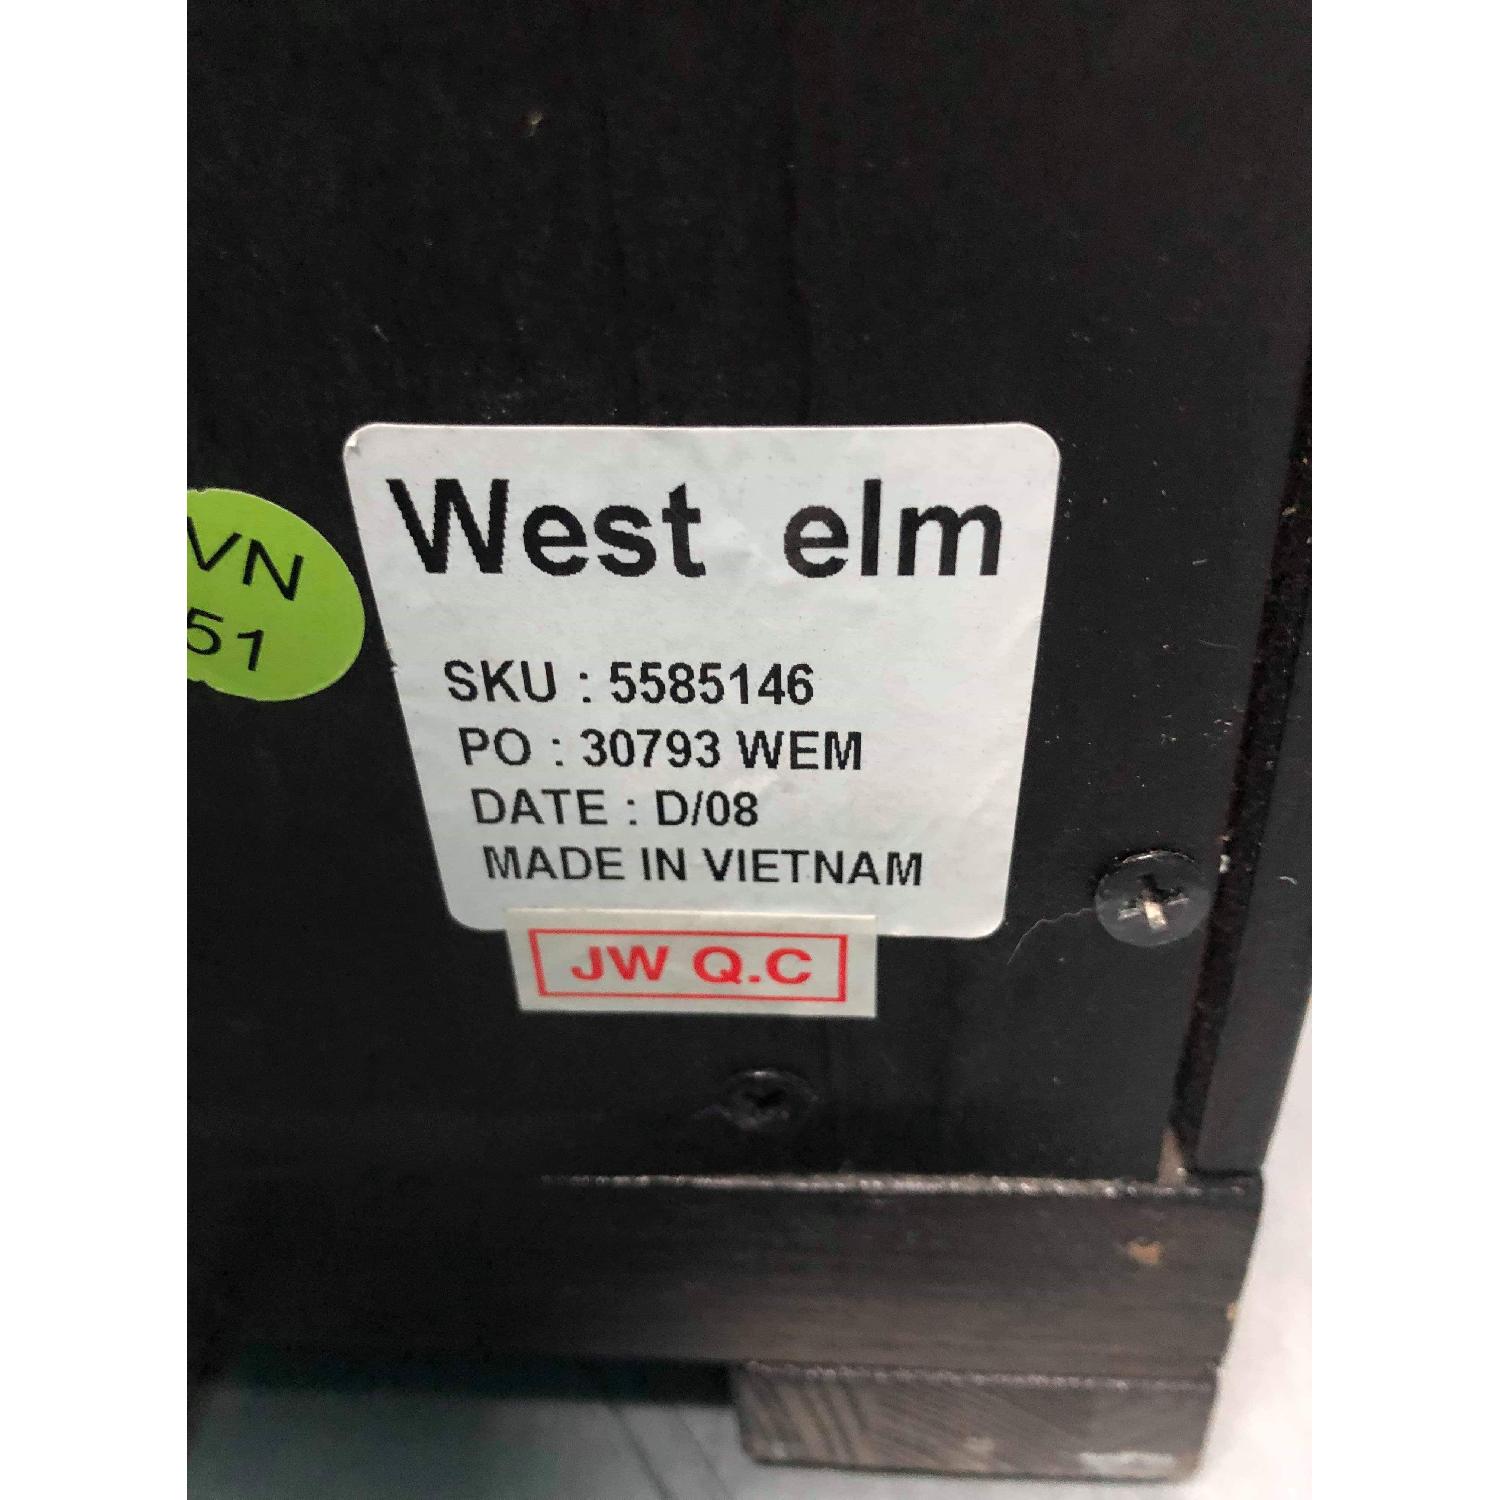 West elm
SKU : 5585146
PO : 30793 WEM
DATE : D/08
MADE IN VIETNAM
JW Q.C
VN
51